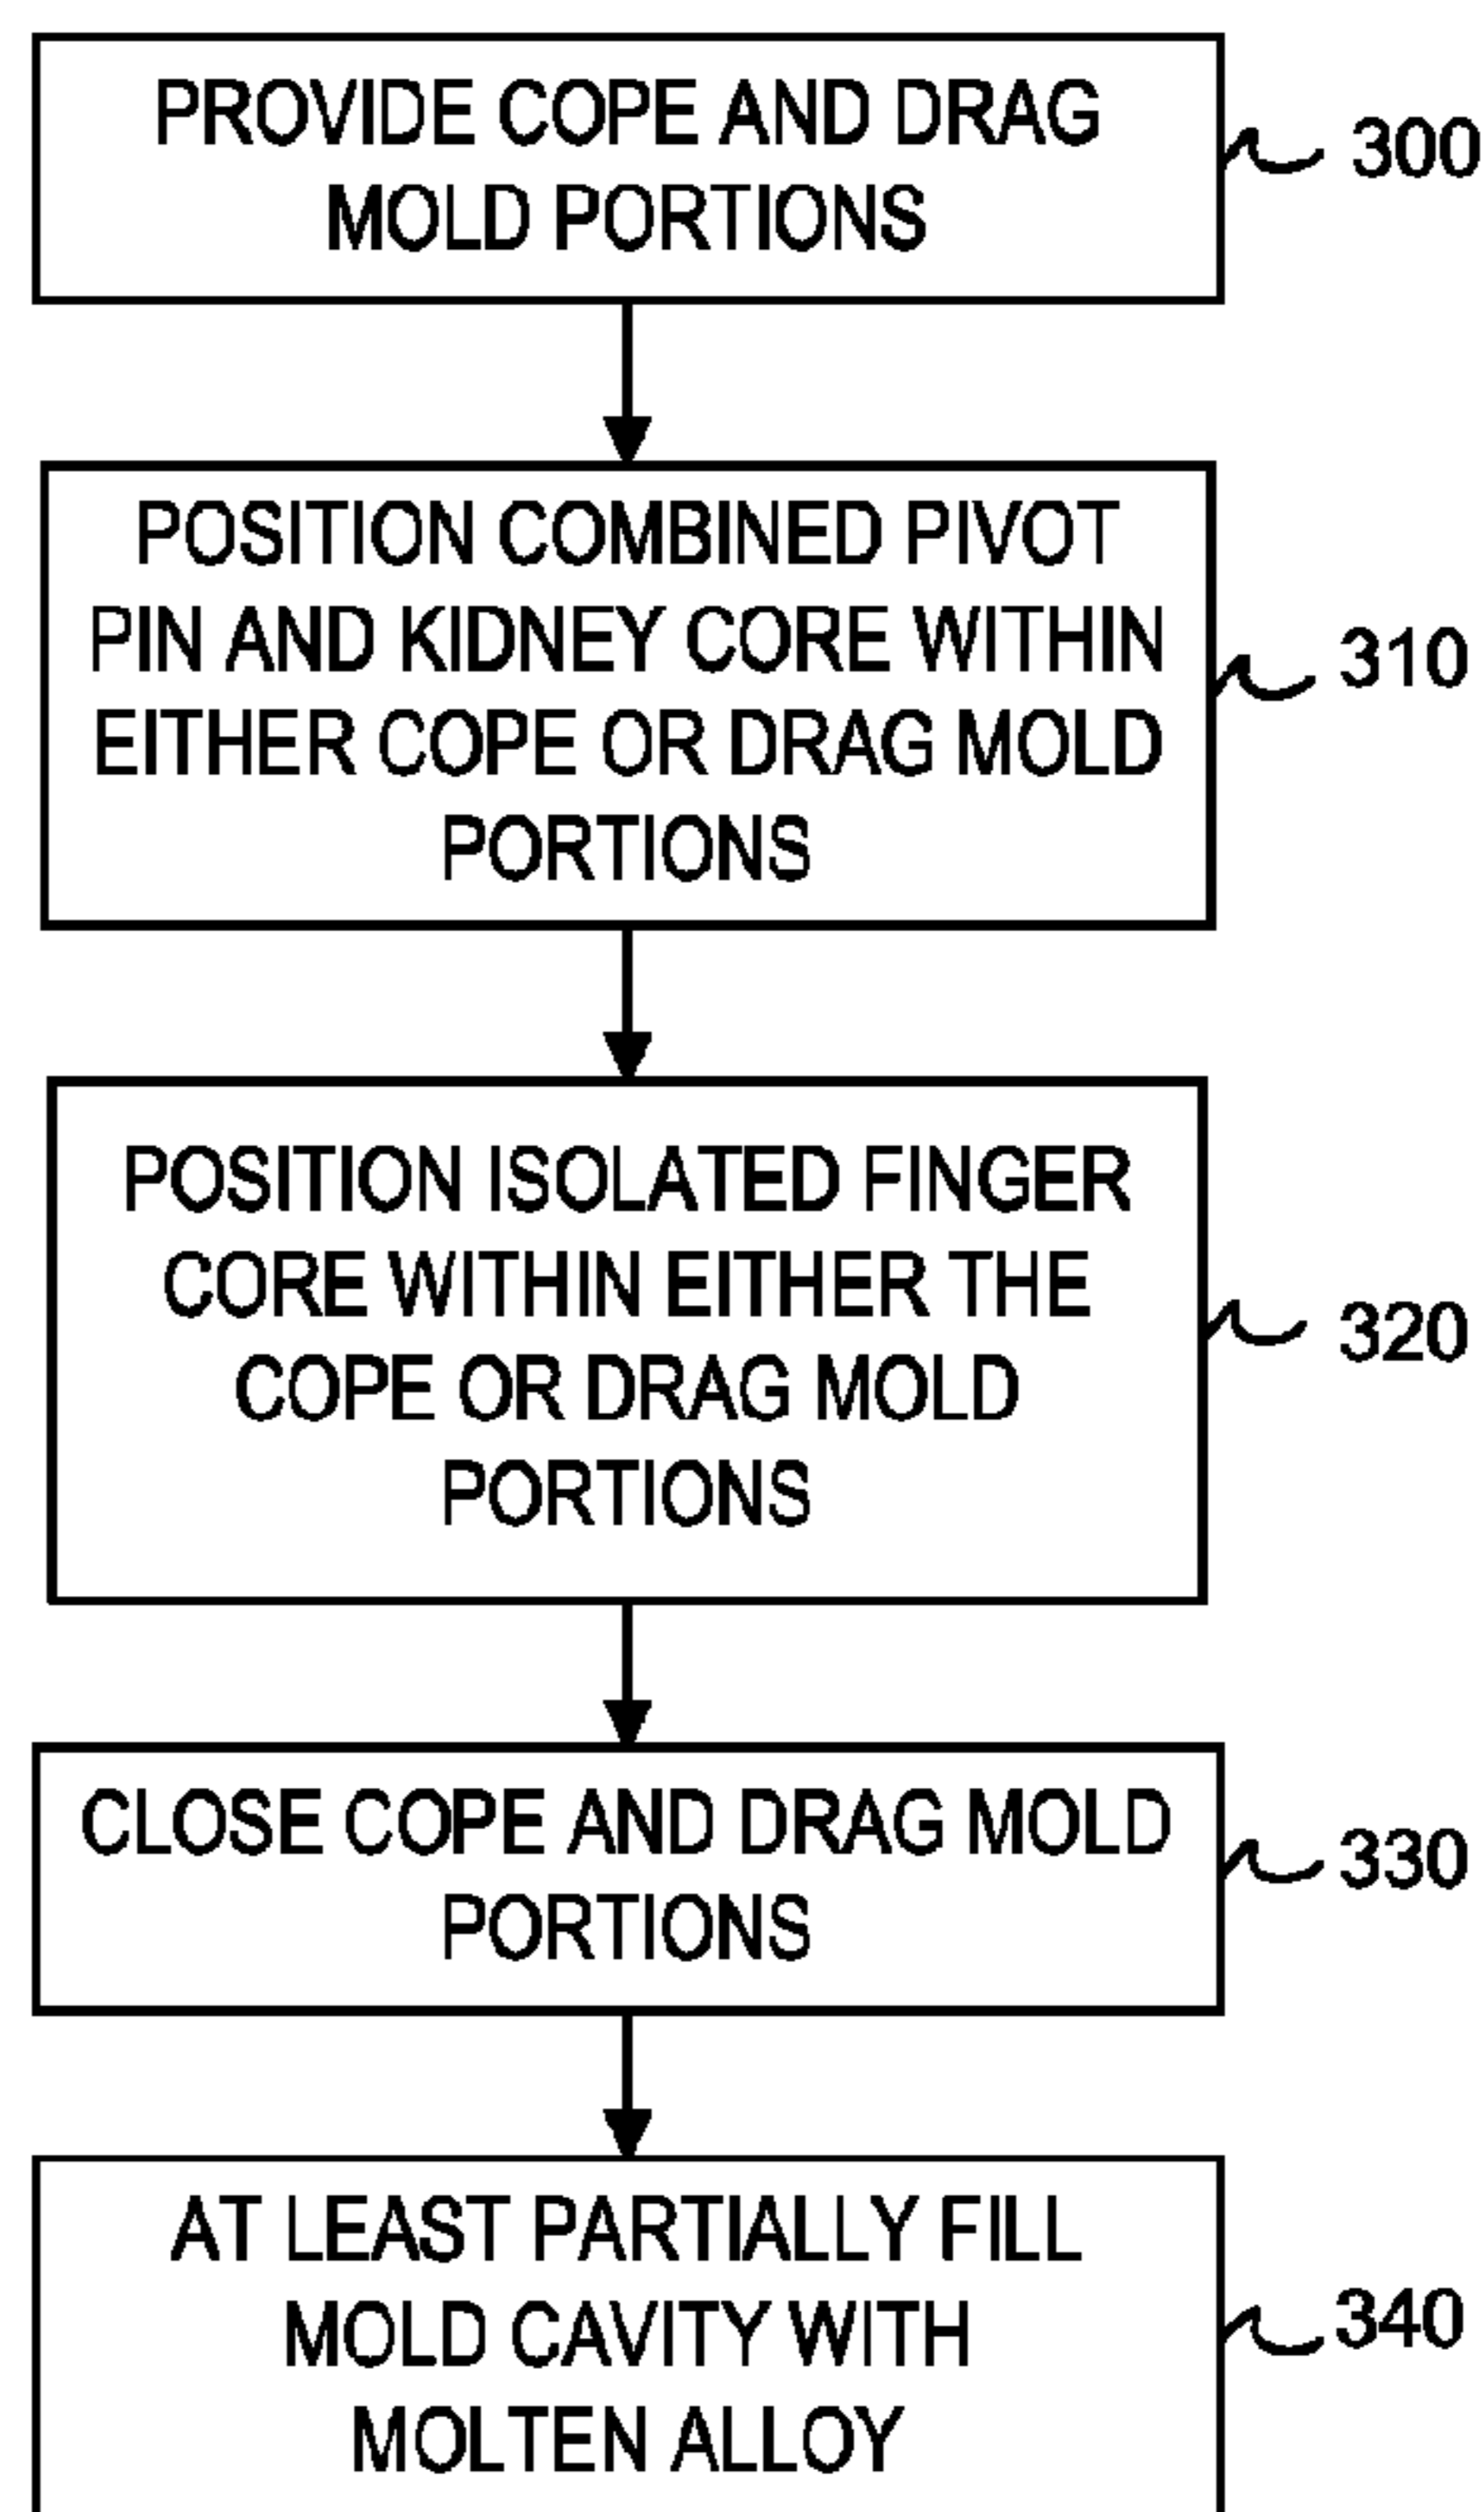 PROVIDE COPE AND DRAG
MOLD PORTIONS
300
POSITION COMBINED PIVOT
PIN AND KIDNEY CORE WITHIN
EITHER COPE OR DRAG MOLD
PORTIONS
310
POSITION ISOLATED FINGER
CORE WITHIN EITHER THE
COPE OR DRAG MOLD
PORTIONS
320
CLOSE COPE AND DRAG MOLD
PORTIONS
330
AT LEAST PARTIALLY FILL
MOLD CAVITY WITH
MOLTEN ALLOY
340